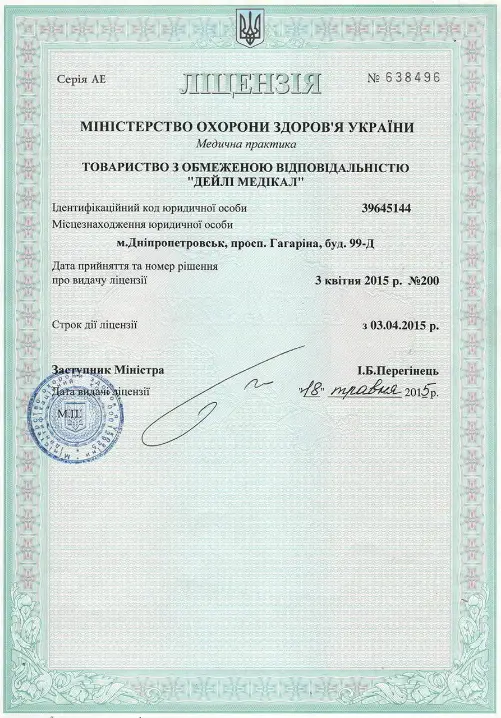 Серія АЕ
ЛІЦЕНЗІЯ
№ 638496
МІНІСТЕРСТВО ОХОРОНИ ЗДОРОВ'Я УКРАЇНИ
Медична практика
ТОВАРИСТВО З ОБМЕЖЕНОЮ ВІДПОВІДАЛЬНІСТЮ
"ДЕЙЛІ МЕДІКАЛ"
Ідентифікаційний код юридичної особи 39645144
Місцезнаходження юридичної особи
м.Дніпропетровськ, просп. Гагаріна, буд. 99-Д
Дата прийняття та номер рішення
про видачу ліцензії 3 квітня 2015 р. №200
Строк дії ліцензії з 03.04.2015 р.
Заступник Міністра І.Б.Перегінець
Дата видачі ліцензії "18" травня 2015р.
М.П.